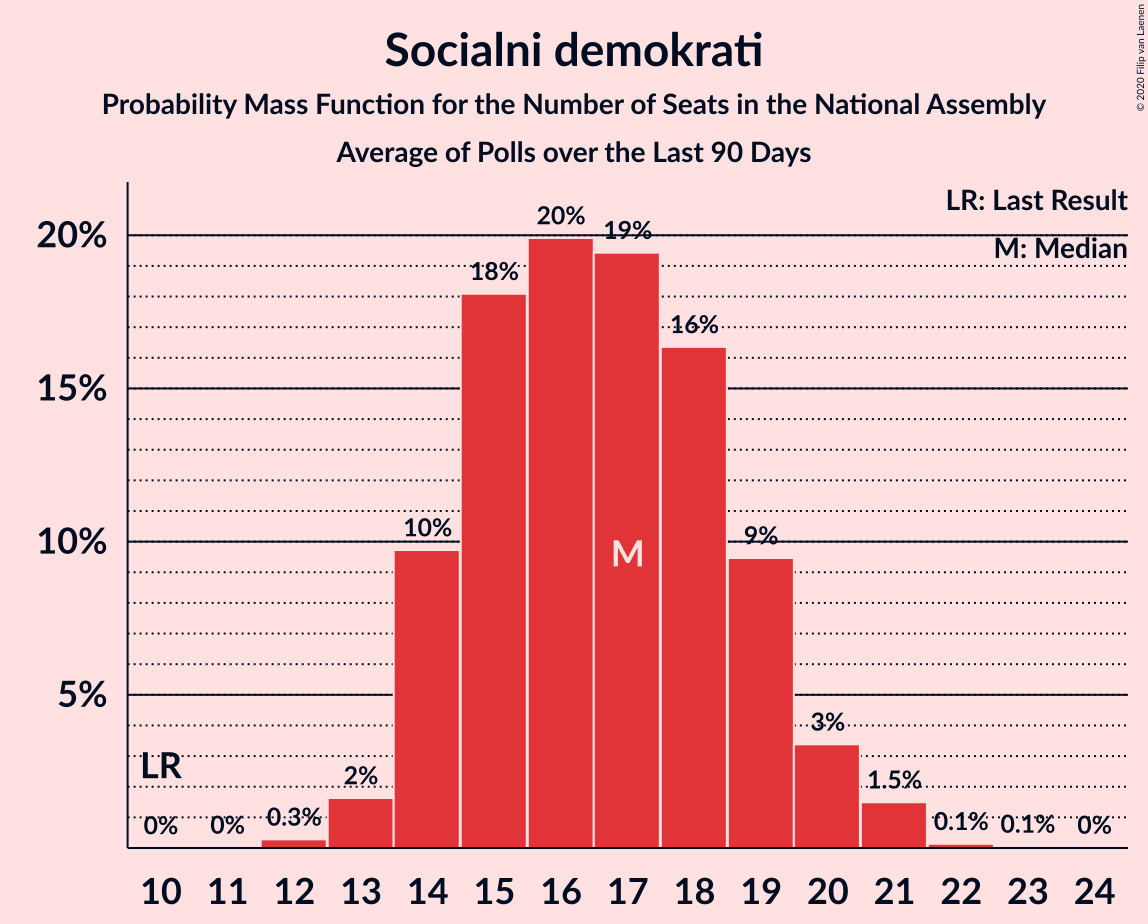 Socialni demokrati
Probability Mass Function for the Number of Seats in the National Assembly
Average of Polls over the Last 90 Days
© 2020 Filip van Laenen
LR: Last Result
M: Median
20%
15%
10%
5%
LR
0%
0%
0.3%
2%
10%
18%
20%
19%
16%
9%
3%
1.5%
0.1%
0.1%
0%
M
10 11 12 13 14 15 16 17 18 19 20 21 22 23 24